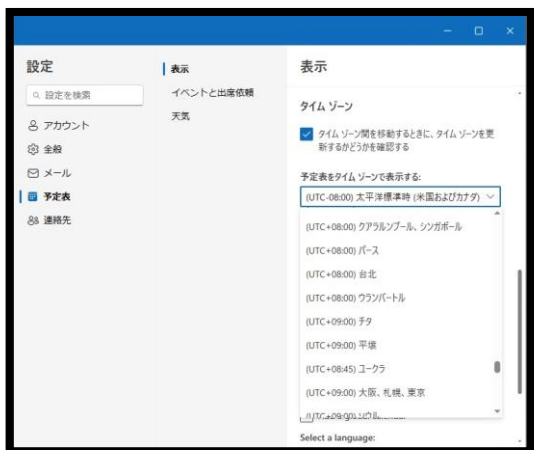 設定
設定を検索
アカウント
全般
メール
予定表
連絡先
表示
イベントと出席依頼
天気
表示
タイム ゾーン
タイム ゾーン間を移動するときに、タイム ゾーンを更
新するかどうかを確認する
予定表をタイム ゾーンで表示する:
(UTC-08:00) 太平洋標準時 (米国およびカナダ)
(UTC+08:00) クアラルンプール、シンガポール
(UTC+08:00) パース
(UTC+08:00) 台北
(UTC+08:00) ウランバートル
(UTC+09:00) チタ
(UTC+09:00) 平壌
(UTC+08:45) ユークラ
(UTC+09:00) 大阪、札幌、東京
(UTC+09:00) ソウル
Select a language: